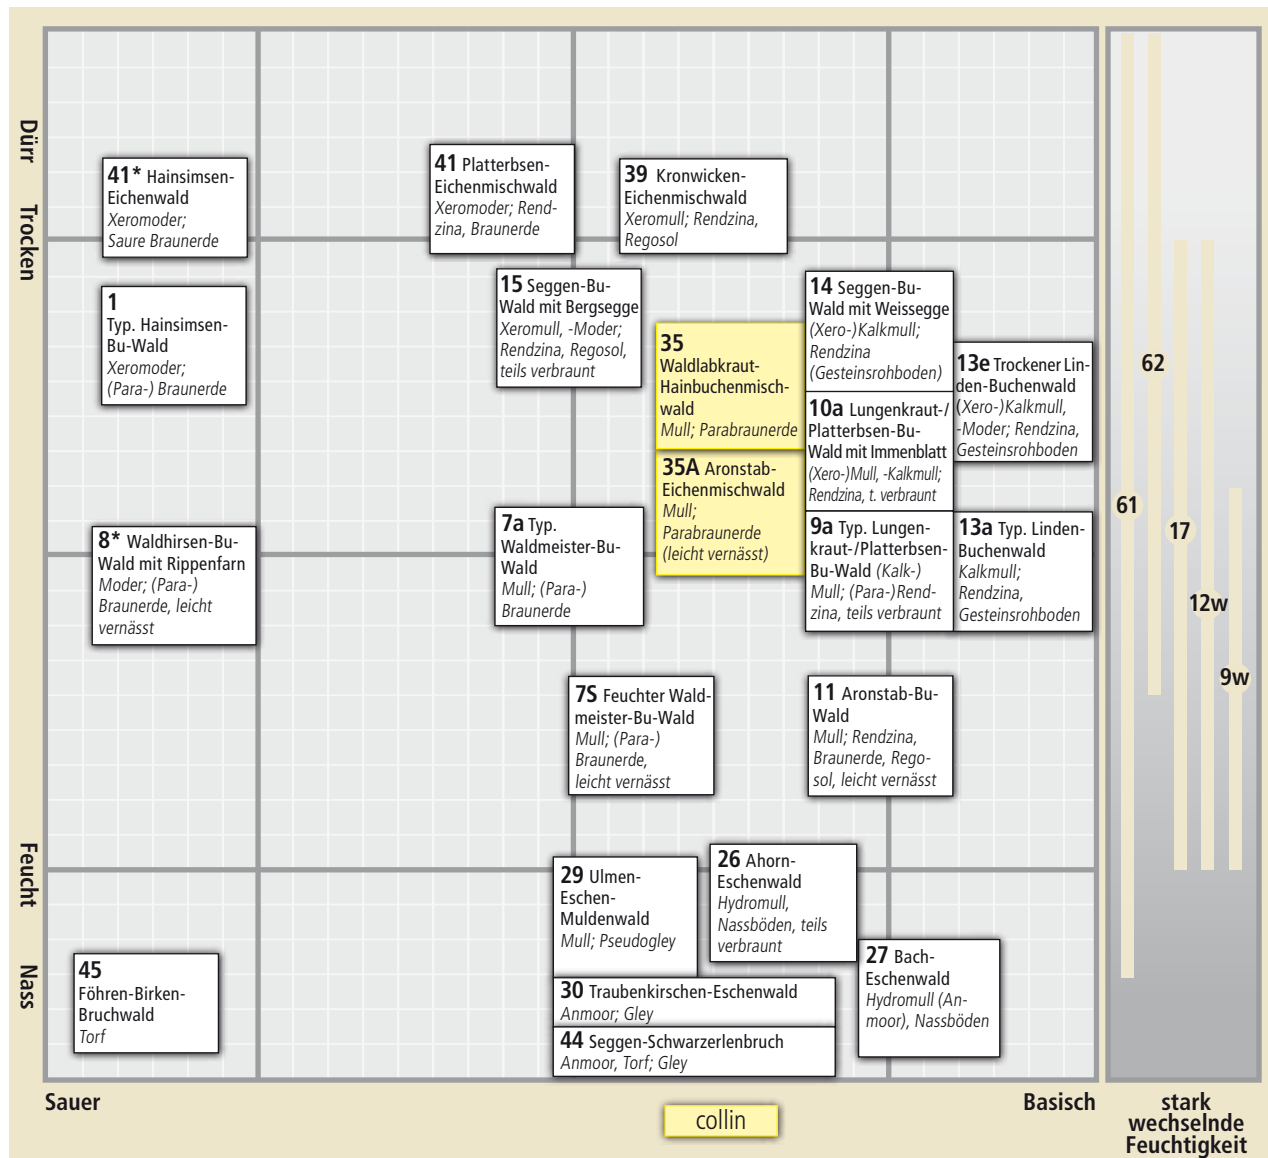 Dürr
Trocken
Feucht
Nass
41* Hainsimsen-
Eichenwald
Xeromoder;
Saure Braunerde
41 Platterbsen-
Eichenmischwald
Xeromoder; Rend-
zina, Braunerde
39 Kronwicken-
Eichenmischwald
Xeromull; Rendzina,
Regosol
1
Typ. Hainsimsen-
Bu-Wald
Xeromoder;
(Para-) Braunerde
15 Seggen-Bu-
Wald mit Bergsegge
Xeromull, -Moder;
Rendzina, Regosol,
teils verbraunt
35
Waldlabkraut-
Hainbuchenmisch-
wald
Mull; Parabraunerde
14 Seggen-Bu-
Wald mit Weissegge
(Xero-)Kalkmull;
Rendzina
(Gesteinsrohboden)
13e Trockener Lin-
den-Buchenwald
(Xero-)Kalkmull,
-Moder; Rendzina,
Gesteinsrohboden
10a Lungenkraut-/
Platterbsen-Bu-
Wald mit Immenblatt
(Xero-)Mull, -Kalkmull;
Rendzina, t. verbraunt
35A Aronstab-
Eichenmischwald
Mull;
Parabraunerde
(leicht vernässt)
8* Waldhirsen-Bu-
Wald mit Rippenfarn
Moder; (Para-)
Braunerde, leicht
vernässt
7a Typ.
Waldmeister-Bu-
Wald
Mull; (Para-)
Braunerde
9a Typ. Lungen-
kraut-/Platterbsen-
Bu-Wald (Kalk-)
Mull; (Para-)Rend-
zina, teils verbraunt
13a Typ. Linden-
Buchenwald
Kalkmull;
Rendzina,
Gesteinsrohboden
7S Feuchter Wald-
meister-Bu-Wald
Mull; (Para-)
Braunerde,
leicht vernässt
11 Aronstab-Bu-
Wald
Mull; Rendzina,
Braunerde, Rego-
sol, leicht vernässt
29 Ulmen-
Eschen-
Muldenwald
Mull; Pseudogley
26 Ahorn-
Eschenwald
Hydromull,
Nassböden, teils
verbraunt
27 Bach-
Eschenwald
Hydromull (An-
moor), Nassböden
45
Föhren-Birken-
Bruchwald
Torf
30 Traubenkirschen-Eschenwald
Anmoor; Gley
44 Seggen-Schwarzerlenbruch
Anmoor, Torf; Gley
62
61
17
12w
9w
Sauer
Basisch
collin
stark
wechselnde
Feuchtigkeit